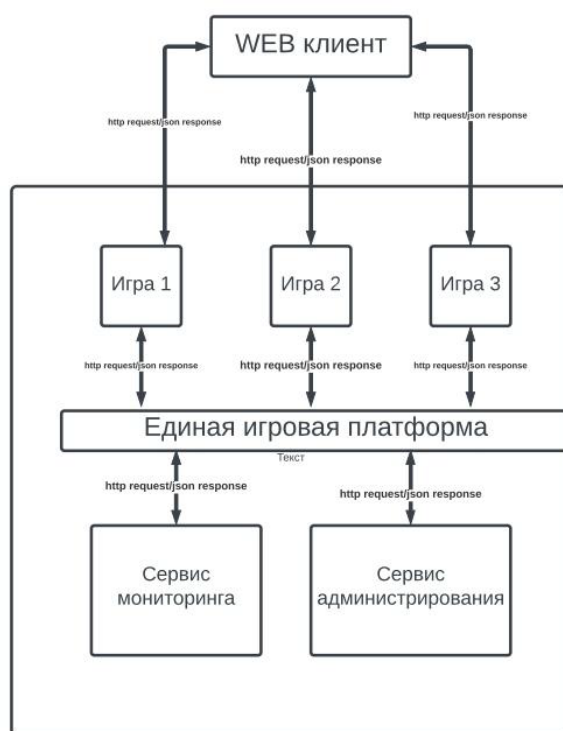 WEB клиент
http request/json response
http request/json response
http request/json response
Игра 1
Игра 2
Игра 3
http request/json response
http request/json response
http request/json response
Единая игровая платформа
Текст
http request/json response
http request/json response
Сервис
мониторинга
Сервис
администрирования